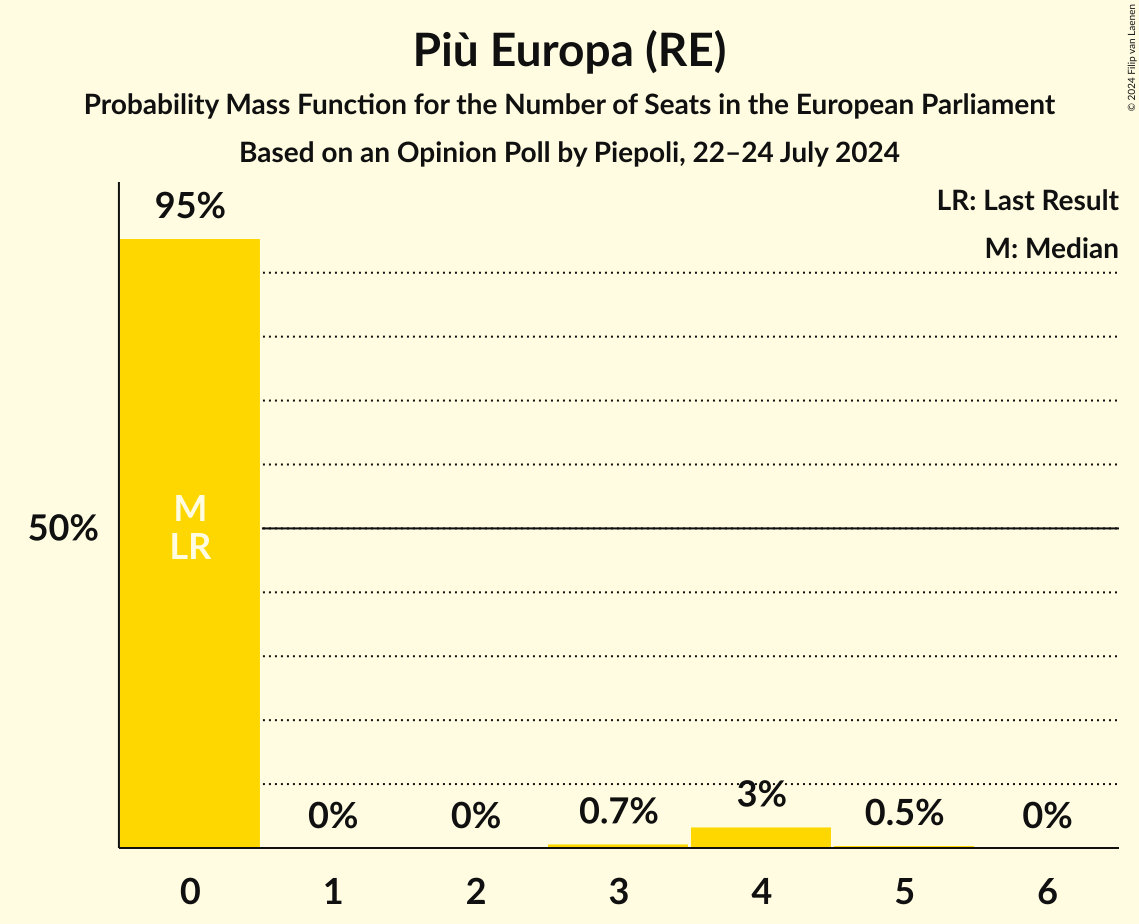 Più Europa (RE)
Probability Mass Function for the Number of Seats in the European Parliament
Based on an Opinion Poll by Piepoli, 22–24 July 2024
© 2024 Filip van Laenen
LR: Last Result
M: Median
95%
50%
M
LR
0%
0%
0.7%
3%
0.5%
0%
0
1
2
3
4
5
6